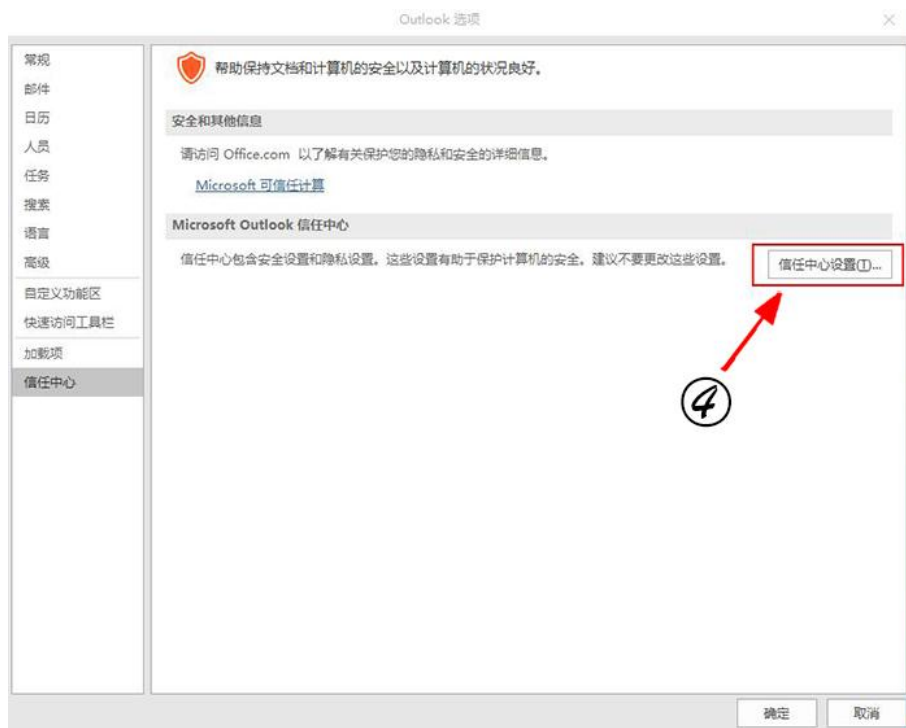 Outlook 选项
常规
邮件
日历
人员
任务
搜索
语言
高级
自定义功能区
快速访问工具栏
加载项
信任中心
帮助保持文档和计算机的安全以及计算机的状况良好。
安全和其他信息
请访问 Office.com 以了解有关保护您的隐私和安全的详细信息。
Microsoft 可信任计算
Microsoft Outlook 信任中心
信任中心包含安全设置和隐私设置。这些设置有助于保护计算机的安全。建议不要更改这些设置。
信任中心设置(T)...
④
确定
取消